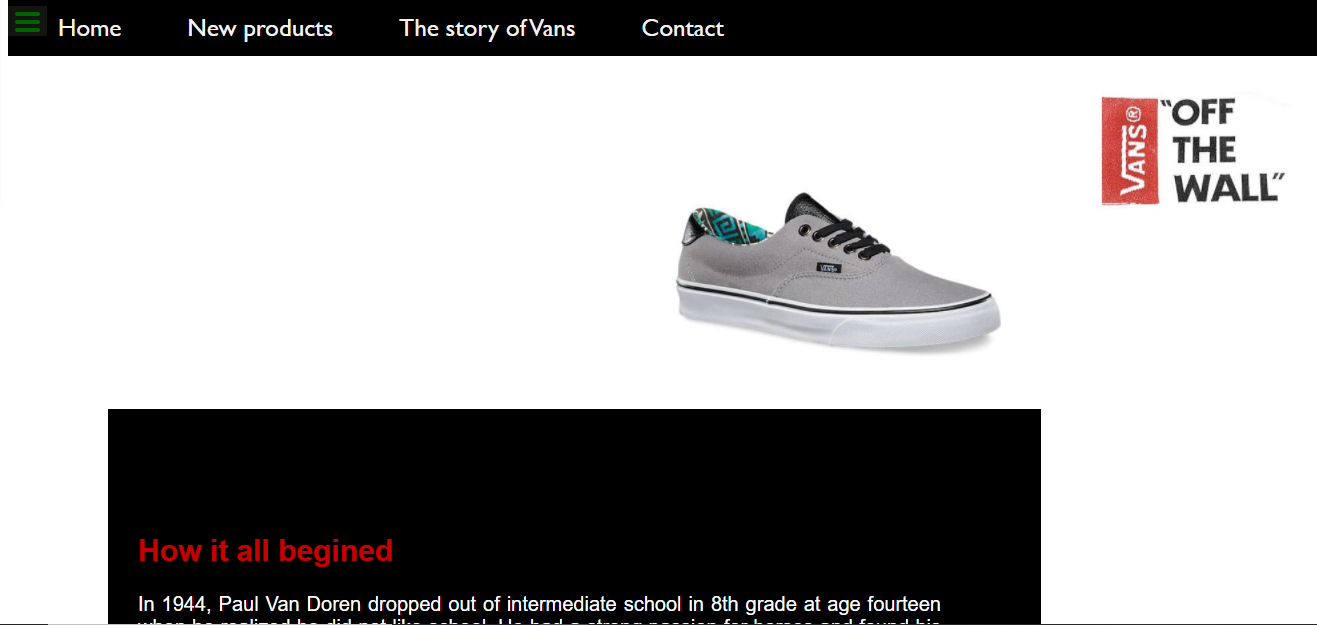 Home New products The story of Vans Contact
VANS®
"OFF
THE
WALL"
VANS
How it all begined
In 1944, Paul Van Doren dropped out of intermediate school in 8th grade at age fourteen